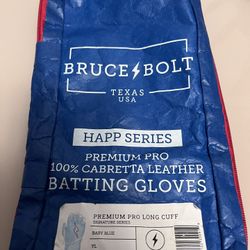 BRUCE BOLT
TEXAS
USA
HAPP SERIES
PREMIUM PRO
100% CABRETTA LEATHER
BATTING GLOVES
PREMIUM PRO LONG CUFF
SIGNATURE SERIES
BABY BLUE
YL